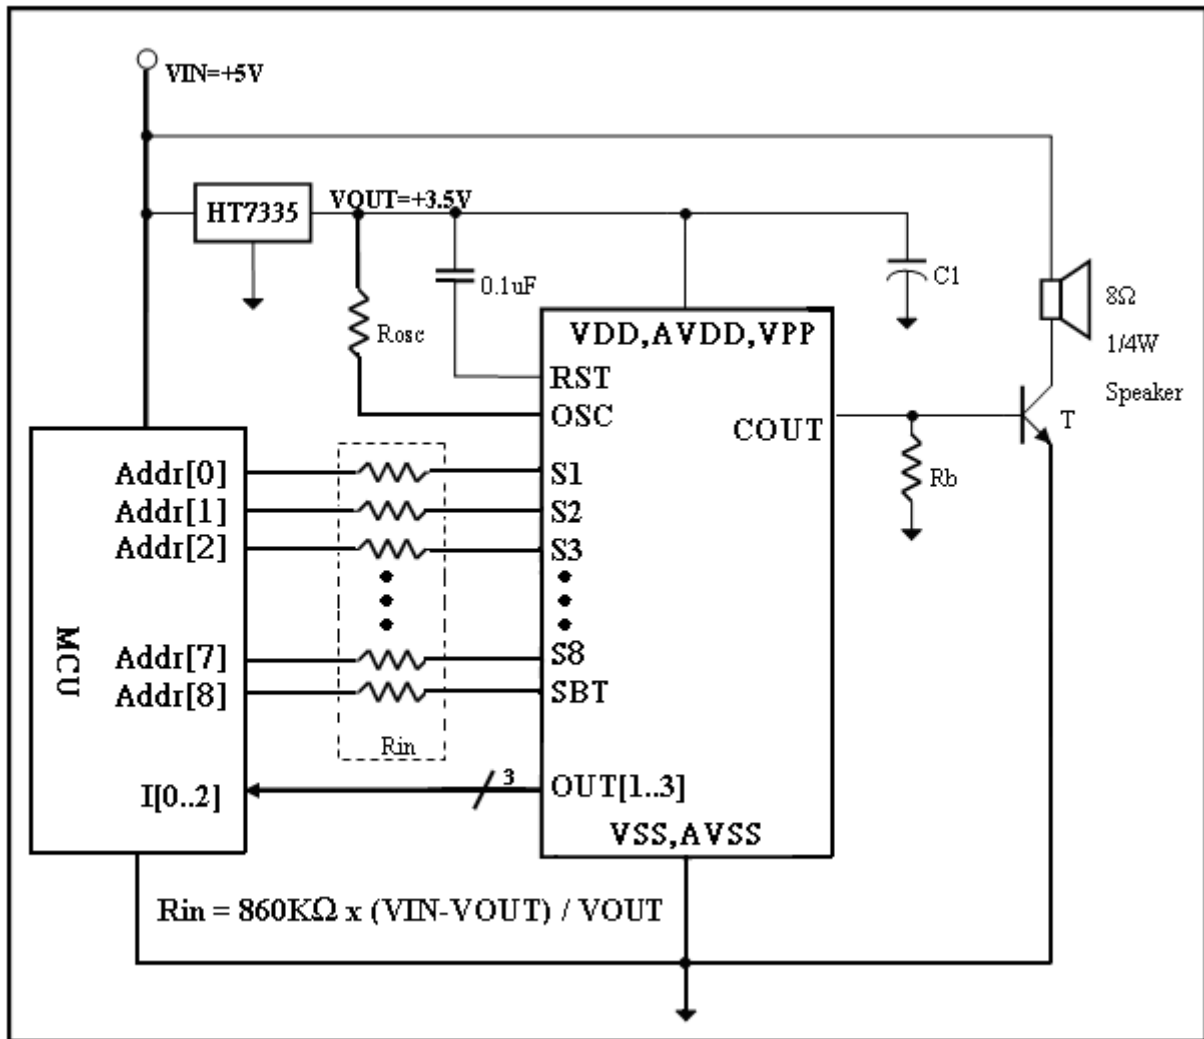 VIN=+5V
HT7335
VOUT=+3.5V
0.1uF
C1
Rosc
8Ω
1/4W
Speaker
T
VDD,AVDD,VPP
RST
OSC
COUT
Rb
MCU
Addr[0]
Addr[1]
Addr[2]
Addr[7]
Addr[8]
I[0..2]
Rin
S1
S2
S3
S8
SBT
3
OUT[1..3]
VSS,AVSS
Rin = 860KΩ x (VIN-VOUT) / VOUT